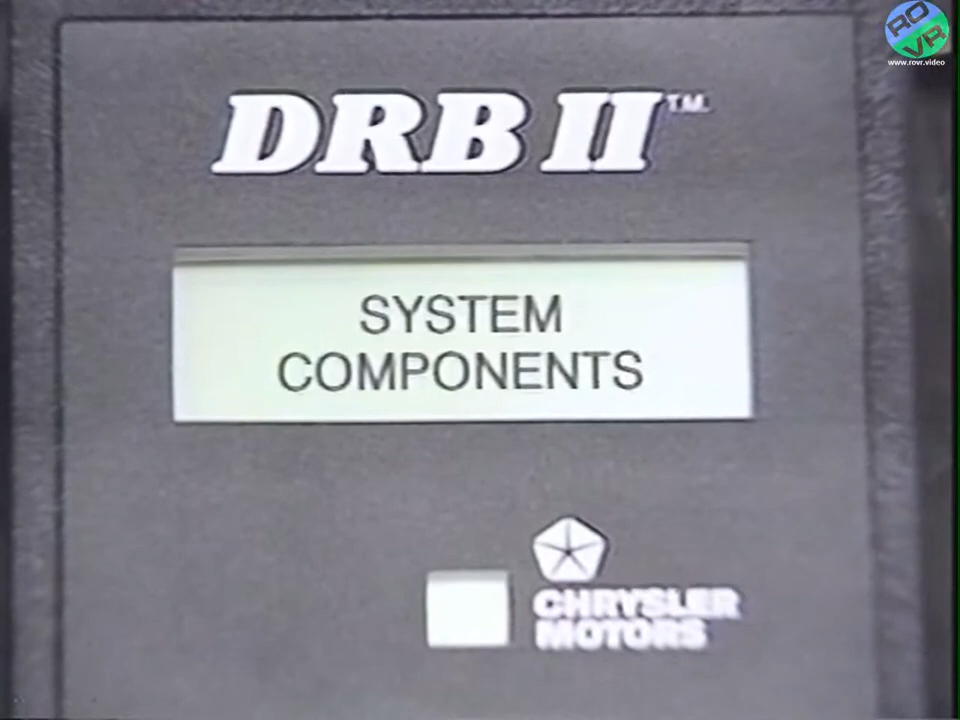 RO
VR
www.rovr.video
DRB II™
SYSTEM
COMPONENTS
CHRYSLER
MOTORS